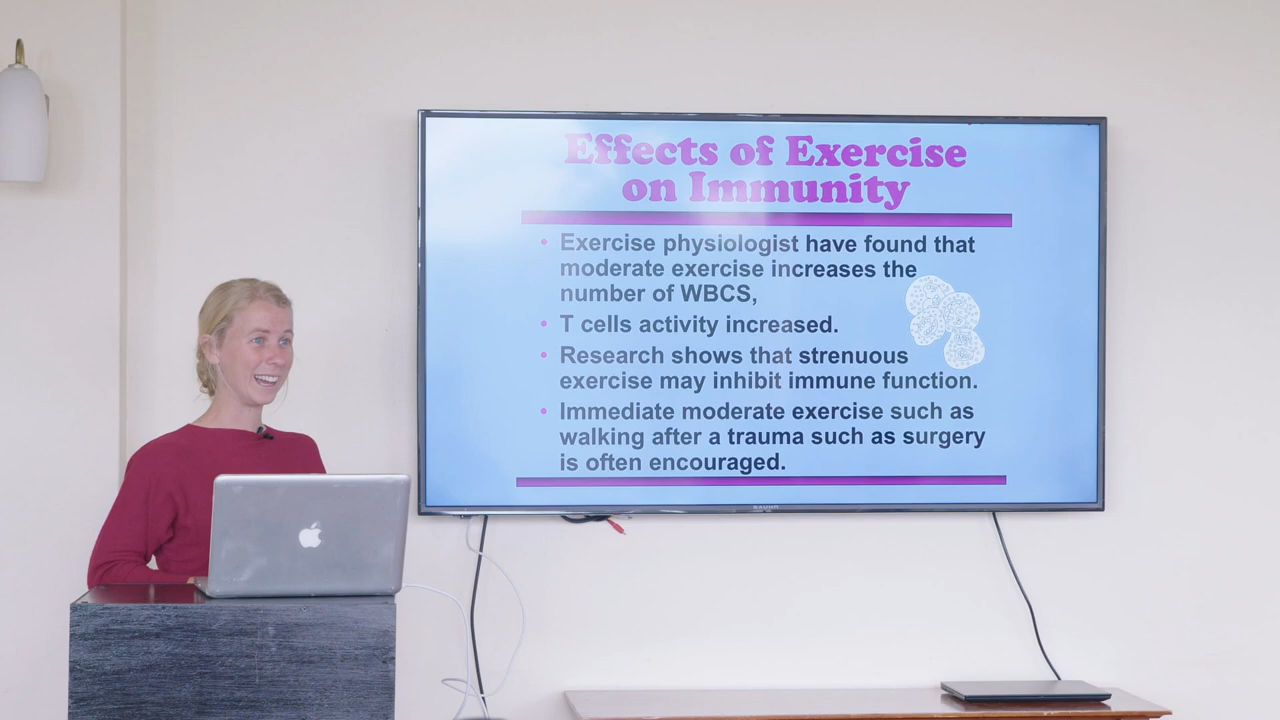 Effects of Exercise
on Immunity
• Exercise physiologist have found that
moderate exercise increases the
number of WBCS,
• T cells activity increased.
• Research shows that strenuous
exercise may inhibit immune function.
• Immediate moderate exercise such as
walking after a trauma such as surgery
is often encouraged.